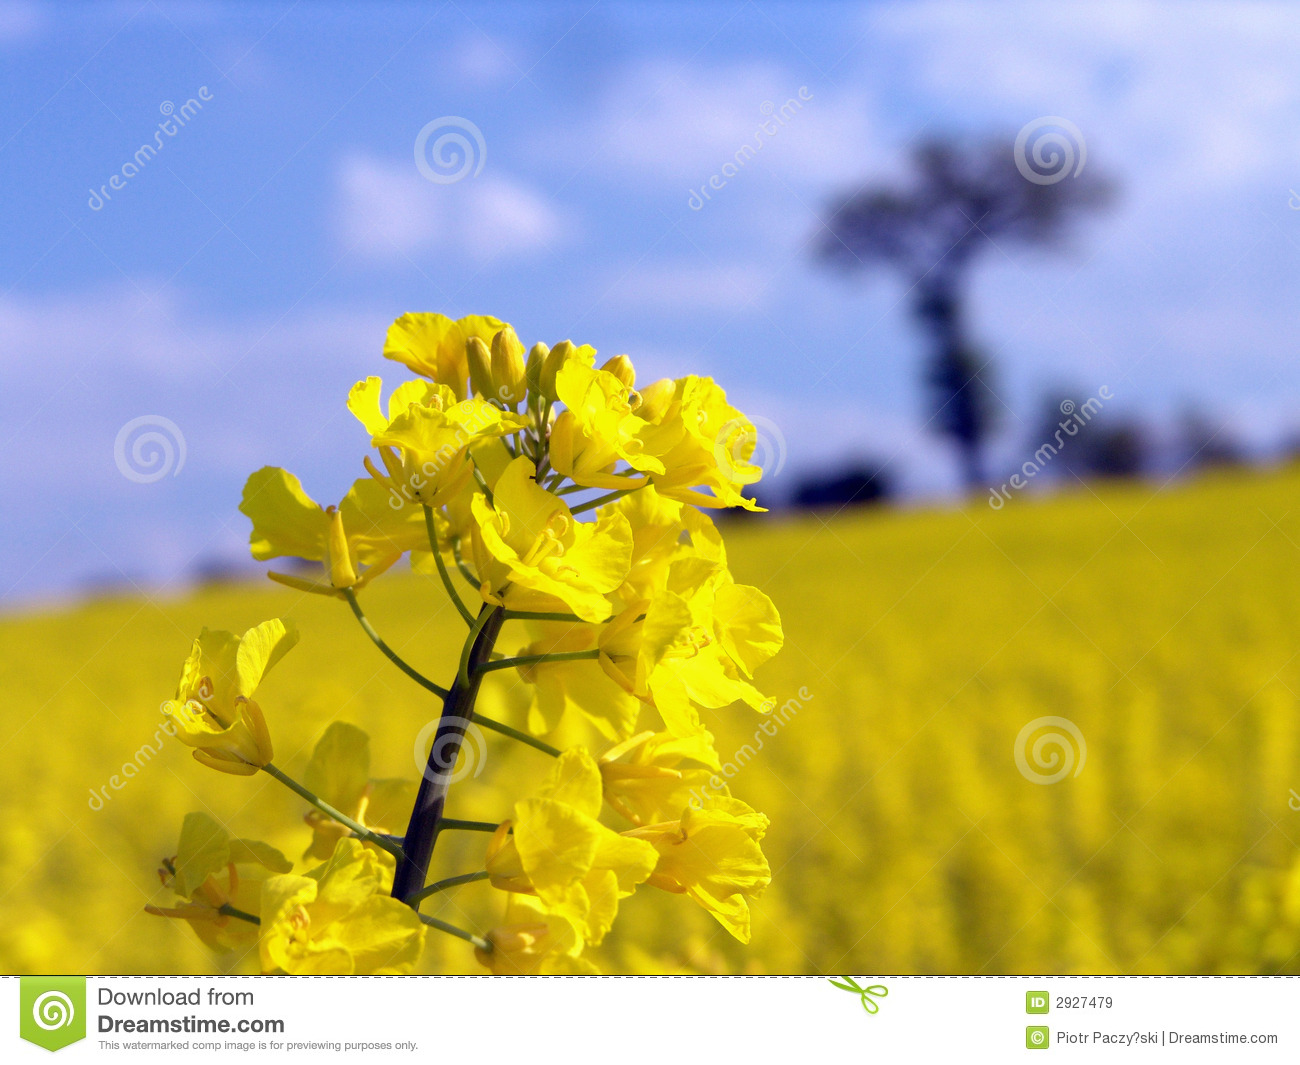 dreamstime
dreamstime
dreamstime
dreamstime
dreamstime
dreamstime
Download from
Dreamstime.com
This watermarked comp image is for previewing purposes only.
ID 2927479
© Piotr Paczy?ski | Dreamstime.com